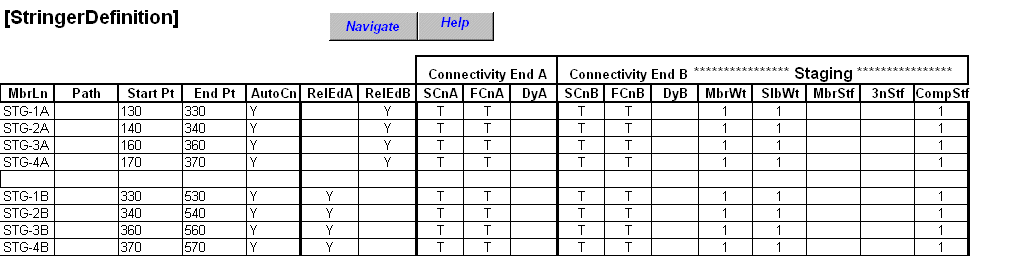 [StringerDefinition] Navigate Help
Connectivity End A Connectivity End B **************** Staging ****************
MbrLn Path Start Pt End Pt AutoCn RelEdA RelEdB SCnA FCnA DyA SCnB FCnB DyB MbrWt SlbWt MbrStf 3nStf CompStf
STG-1A 130 330 Y Y T T T T 1 1 1
STG-2A 140 340 Y Y T T T T 1 1 1
STG-3A 160 360 Y Y T T T T 1 1 1
STG-4A 170 370 Y Y T T T T 1 1 1
STG-1B 330 530 Y Y T T T T 1 1 1
STG-2B 340 540 Y Y T T T T 1 1 1
STG-3B 360 560 Y Y T T T T 1 1 1
STG-4B 370 570 Y Y T T T T 1 1 1